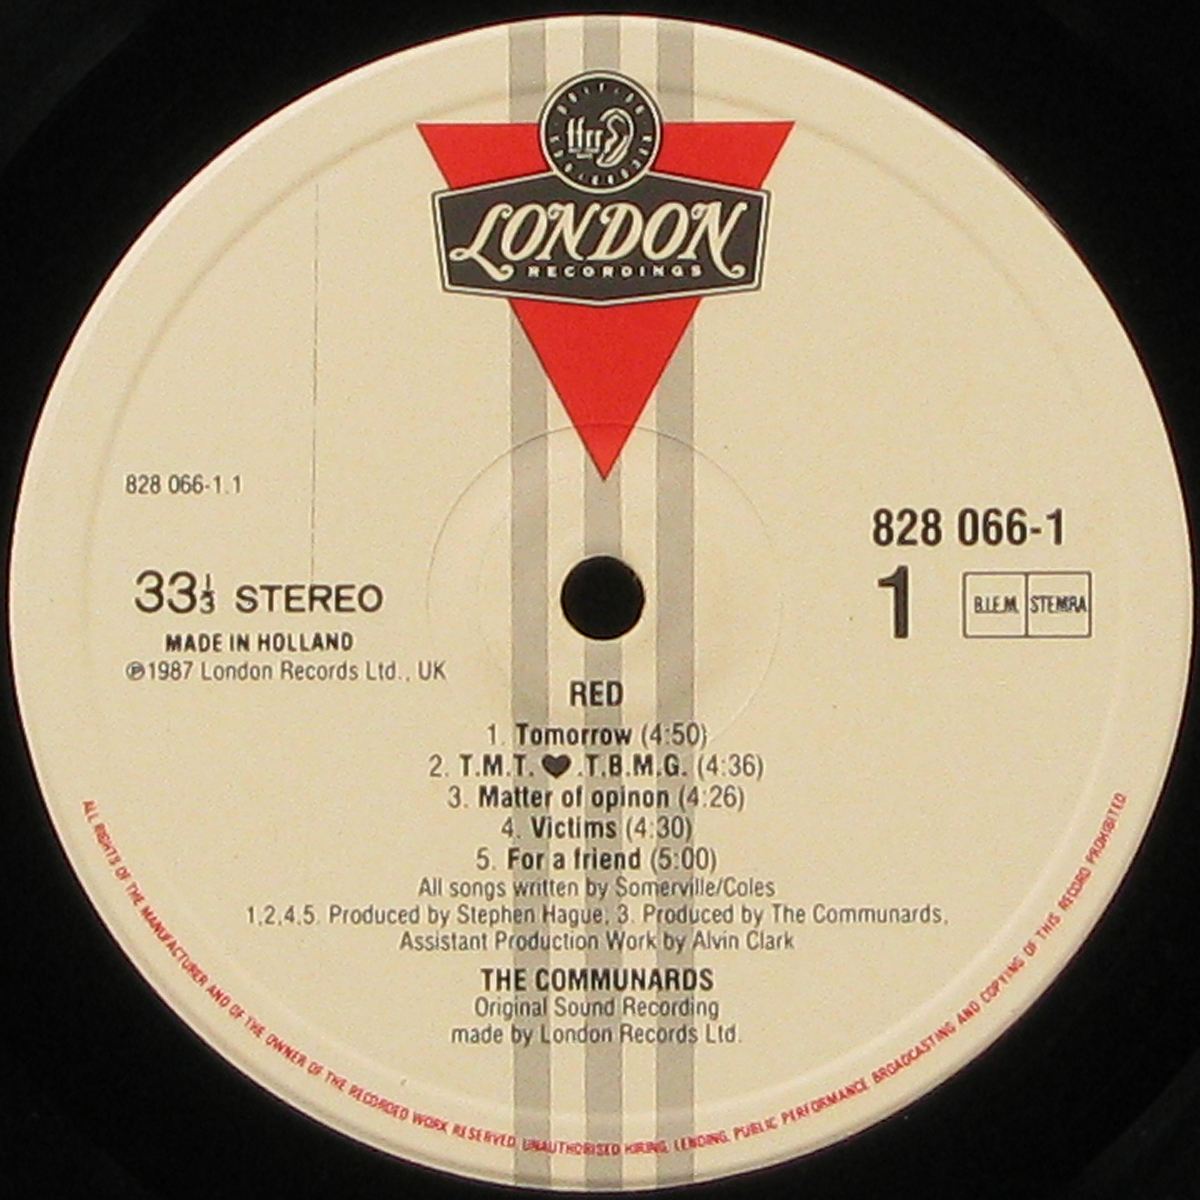 ffrr
LONDON
RECORDINGS
828 066-1.1
828 066-1
33⅓ STEREO
1
B.I.E.M. STEMRA
MADE IN HOLLAND
℗1987 London Records Ltd., UK
RED
1. Tomorrow (4:50)
2. T.M.T. ♥ .T.B.M.G. (4:36)
3. Matter of opinon (4:26)
4. Victims (4:30)
5. For a friend (5:00)
All songs written by Somerville/Coles
1,2,4,5. Produced by Stephen Hague, 3. Produced by The Communards,
Assistant Production Work by Alvin Clark
THE COMMUNARDS
Original Sound Recording
made by London Records Ltd.
ALL RIGHTS OF THE MANUFACTURER AND OF THE OWNER OF THE RECORDED WORK RESERVED. UNAUTHORISED HIRING, LENDING, PUBLIC PERFORMANCE BROADCASTING AND COPYING OF THIS RECORD PROHIBITED